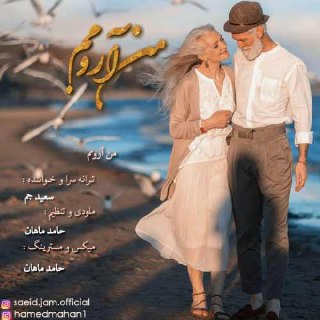 من آرومم
من آرومم
ترانه سرا و خواننده :
سعید جم
ملودی و تنظیم :
حامد ماهان
میکس و مسترینگ :
حامد ماهان
saeid.jam.official
hamedmahan1